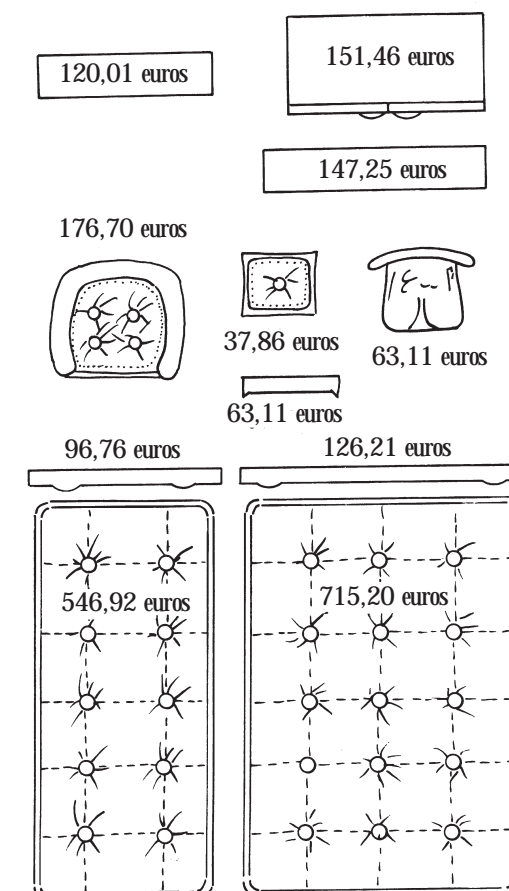 120,01 euros
151,46 euros
147,25 euros
176,70 euros
37,86 euros
63,11 euros
63,11 euros
96,76 euros
126,21 euros
546,92 euros
715,20 euros